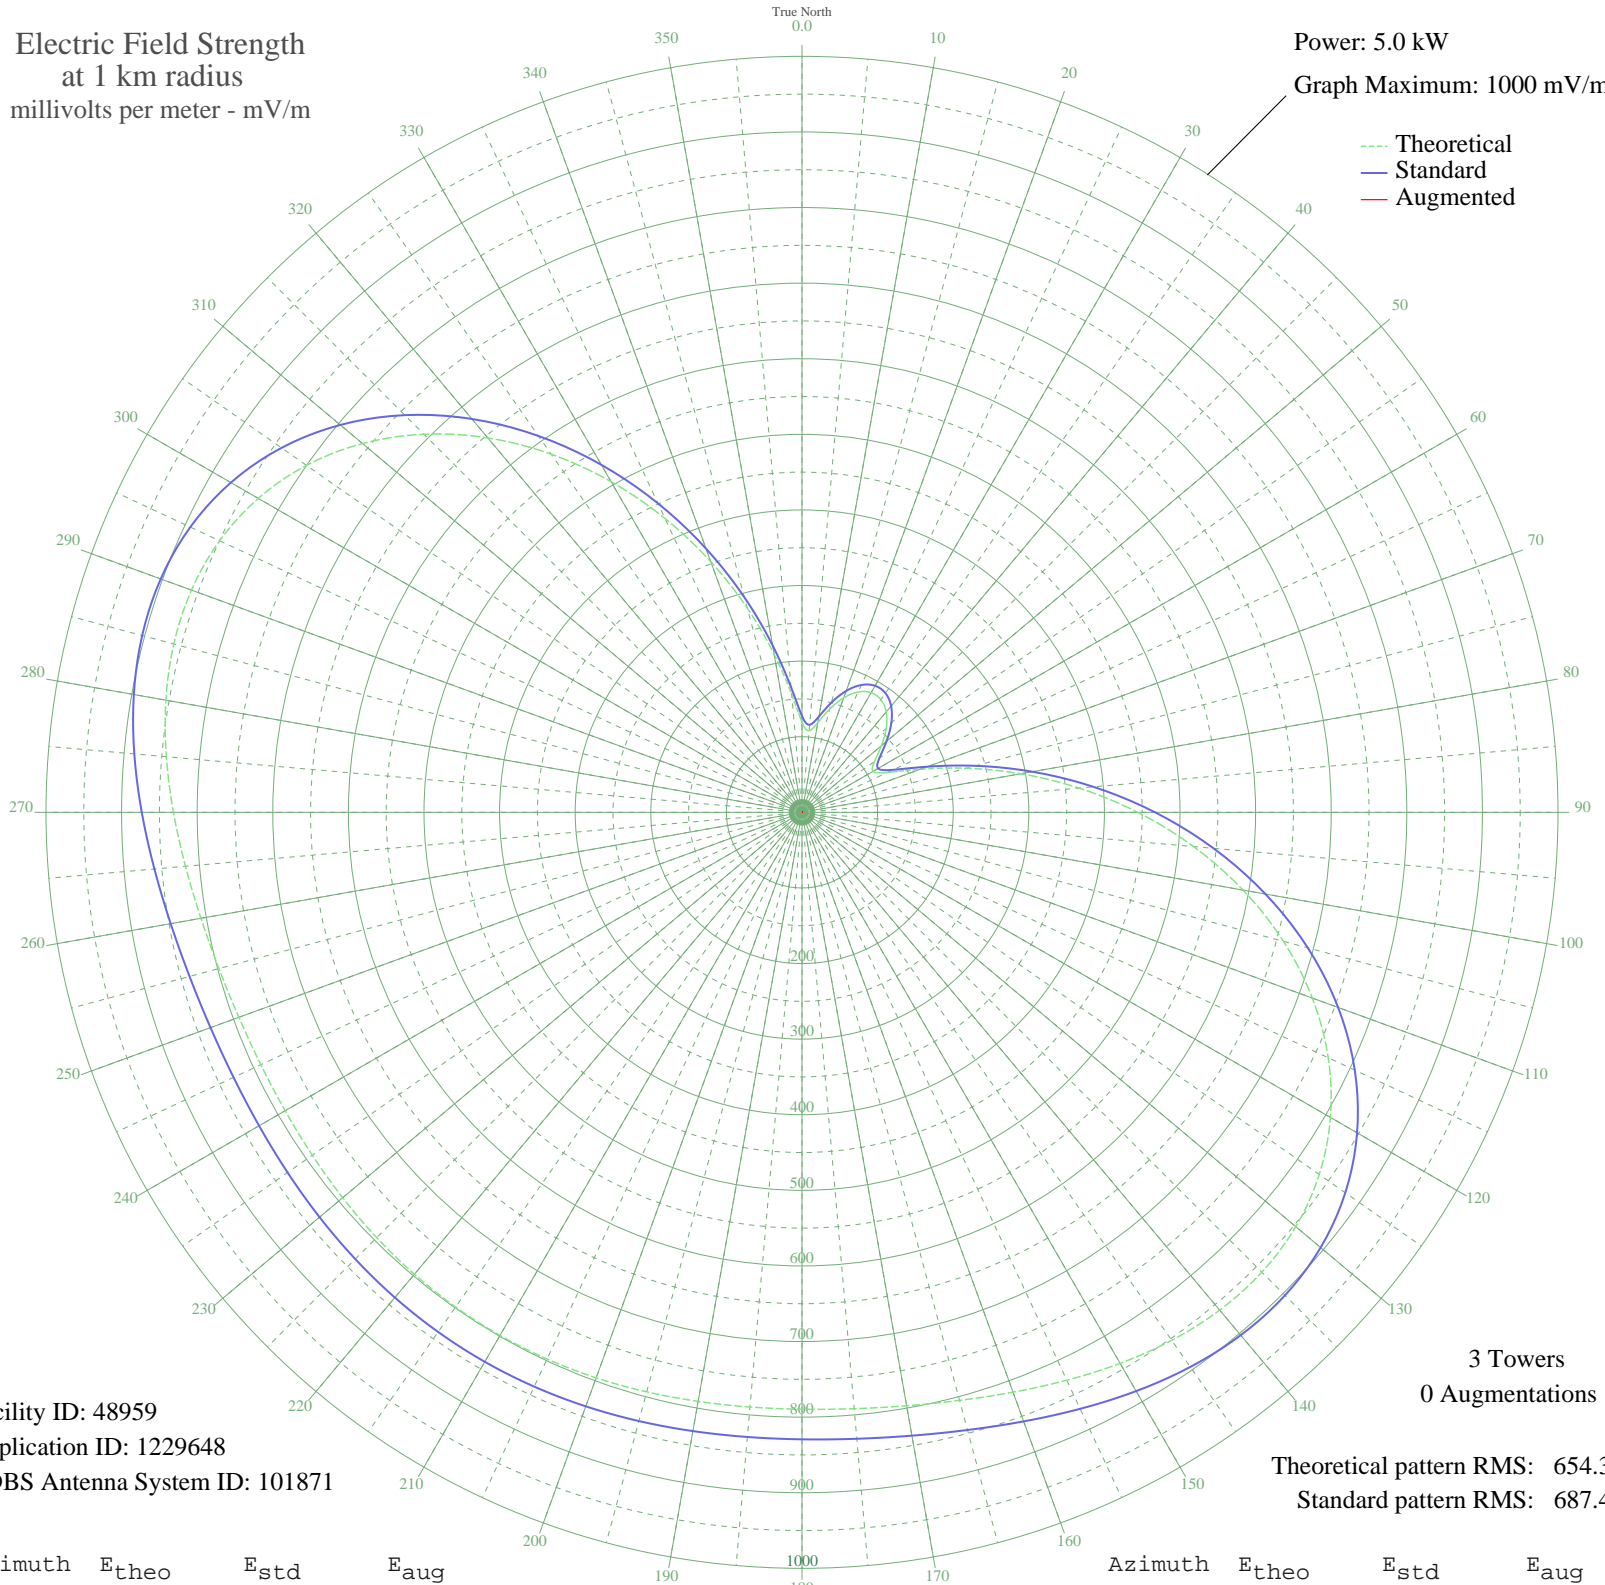 True North
0.0
Electric Field Strength
at 1 km radius
millivolts per meter - mV/m
Power: 5.0 kW
Graph Maximum: 1000 mV/m
Theoretical
Standard
Augmented
350
10
340
20
330
30
320
40
310
50
300
60
290
70
280
80
270
90
260
100
250
110
240
120
230
130
220
140
210
150
200
160
190
170
200
300
400
500
600
700
800
900
1000
3 Towers
0 Augmentations
cility ID: 48959
plication ID: 1229648
DBS Antenna System ID: 101871
Theoretical pattern RMS: 654.3
Standard pattern RMS: 687.4
imuth Etheo Estd Eaug Azimuth Etheo Estd Eaug